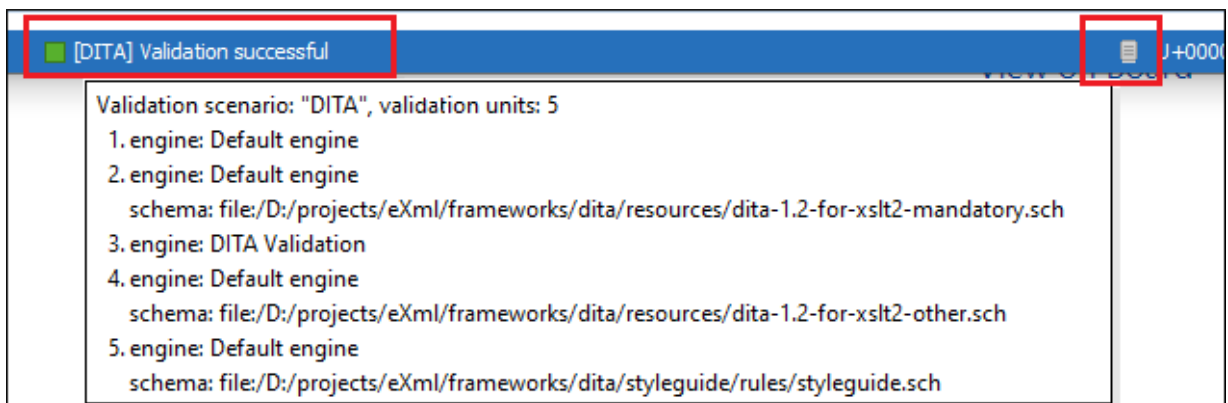 [DITA] Validation successful U+0000
Validation scenario: "DITA", validation units: 5
1. engine: Default engine
2. engine: Default engine
schema: file:/D:/projects/eXml/frameworks/dita/resources/dita-1.2-for-xslt2-mandatory.sch
3. engine: DITA Validation
4. engine: Default engine
schema: file:/D:/projects/eXml/frameworks/dita/resources/dita-1.2-for-xslt2-other.sch
5. engine: Default engine
schema: file:/D:/projects/eXml/frameworks/dita/styleguide/rules/styleguide.sch